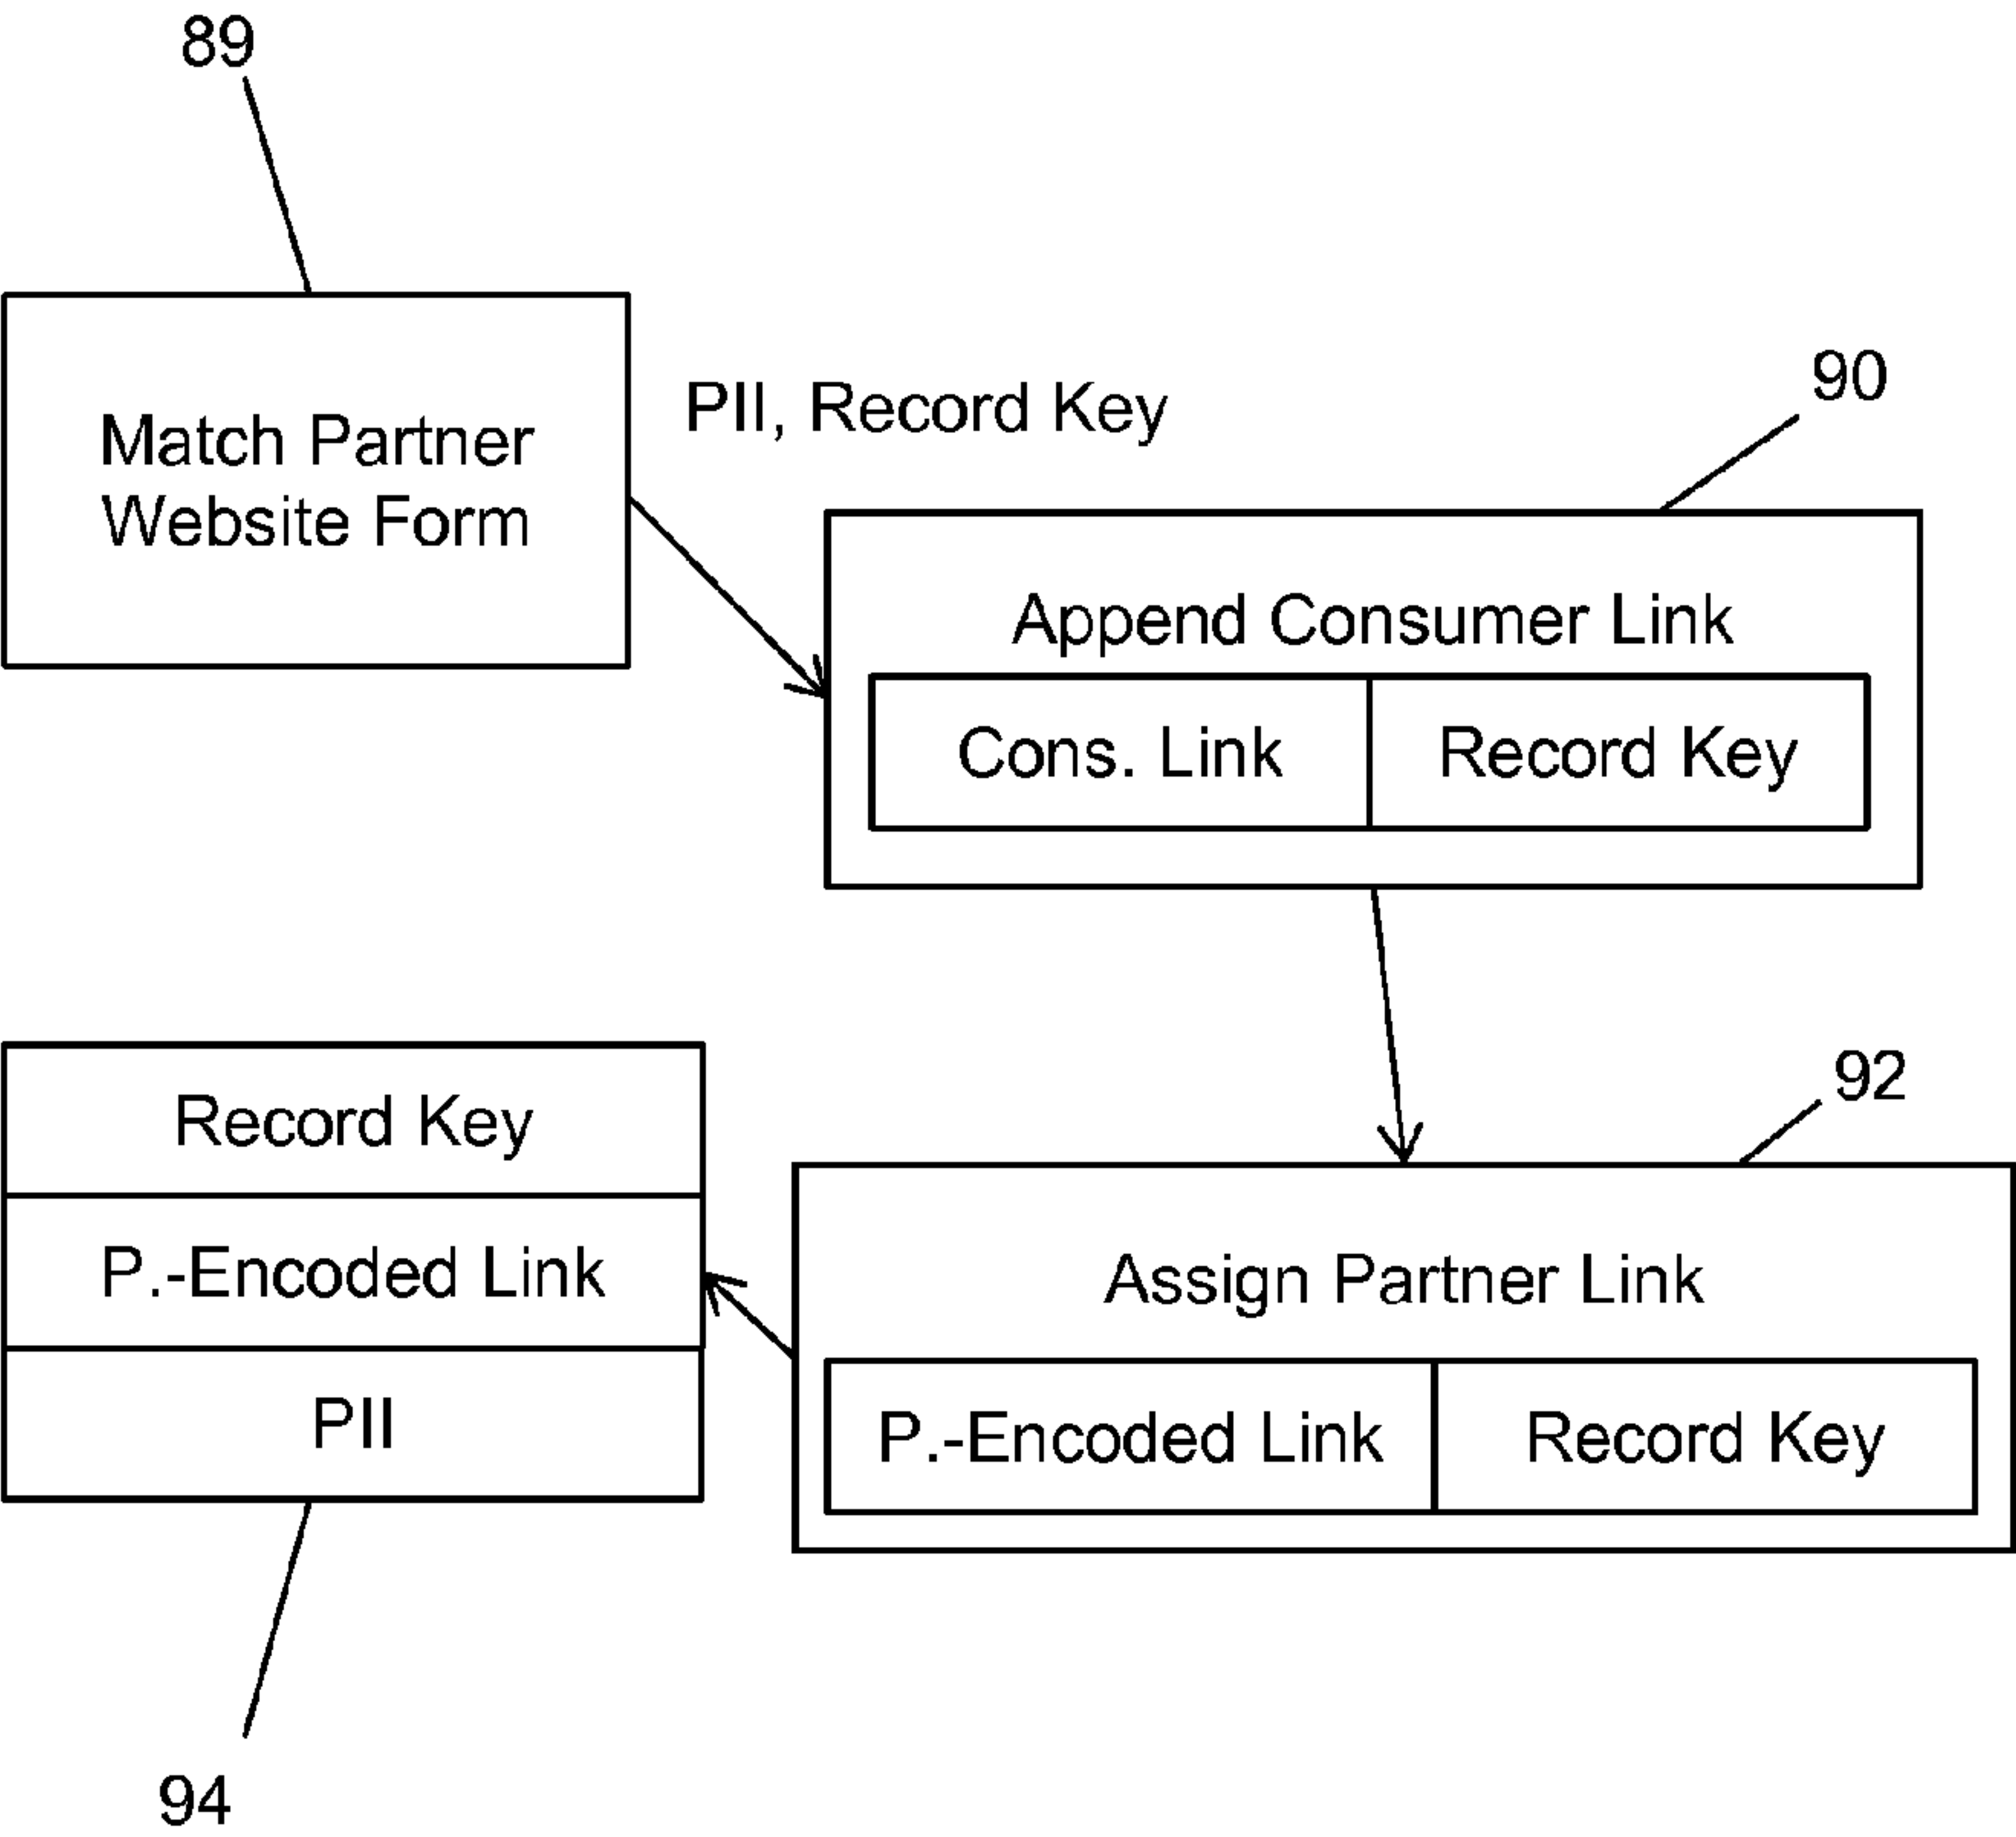 89
Match Partner
Website Form
PII, Record Key
90
Append Consumer Link
Cons. Link
Record Key
92
Assign Partner Link
P.-Encoded Link
Record Key
Record Key
P.-Encoded Link
PII
94